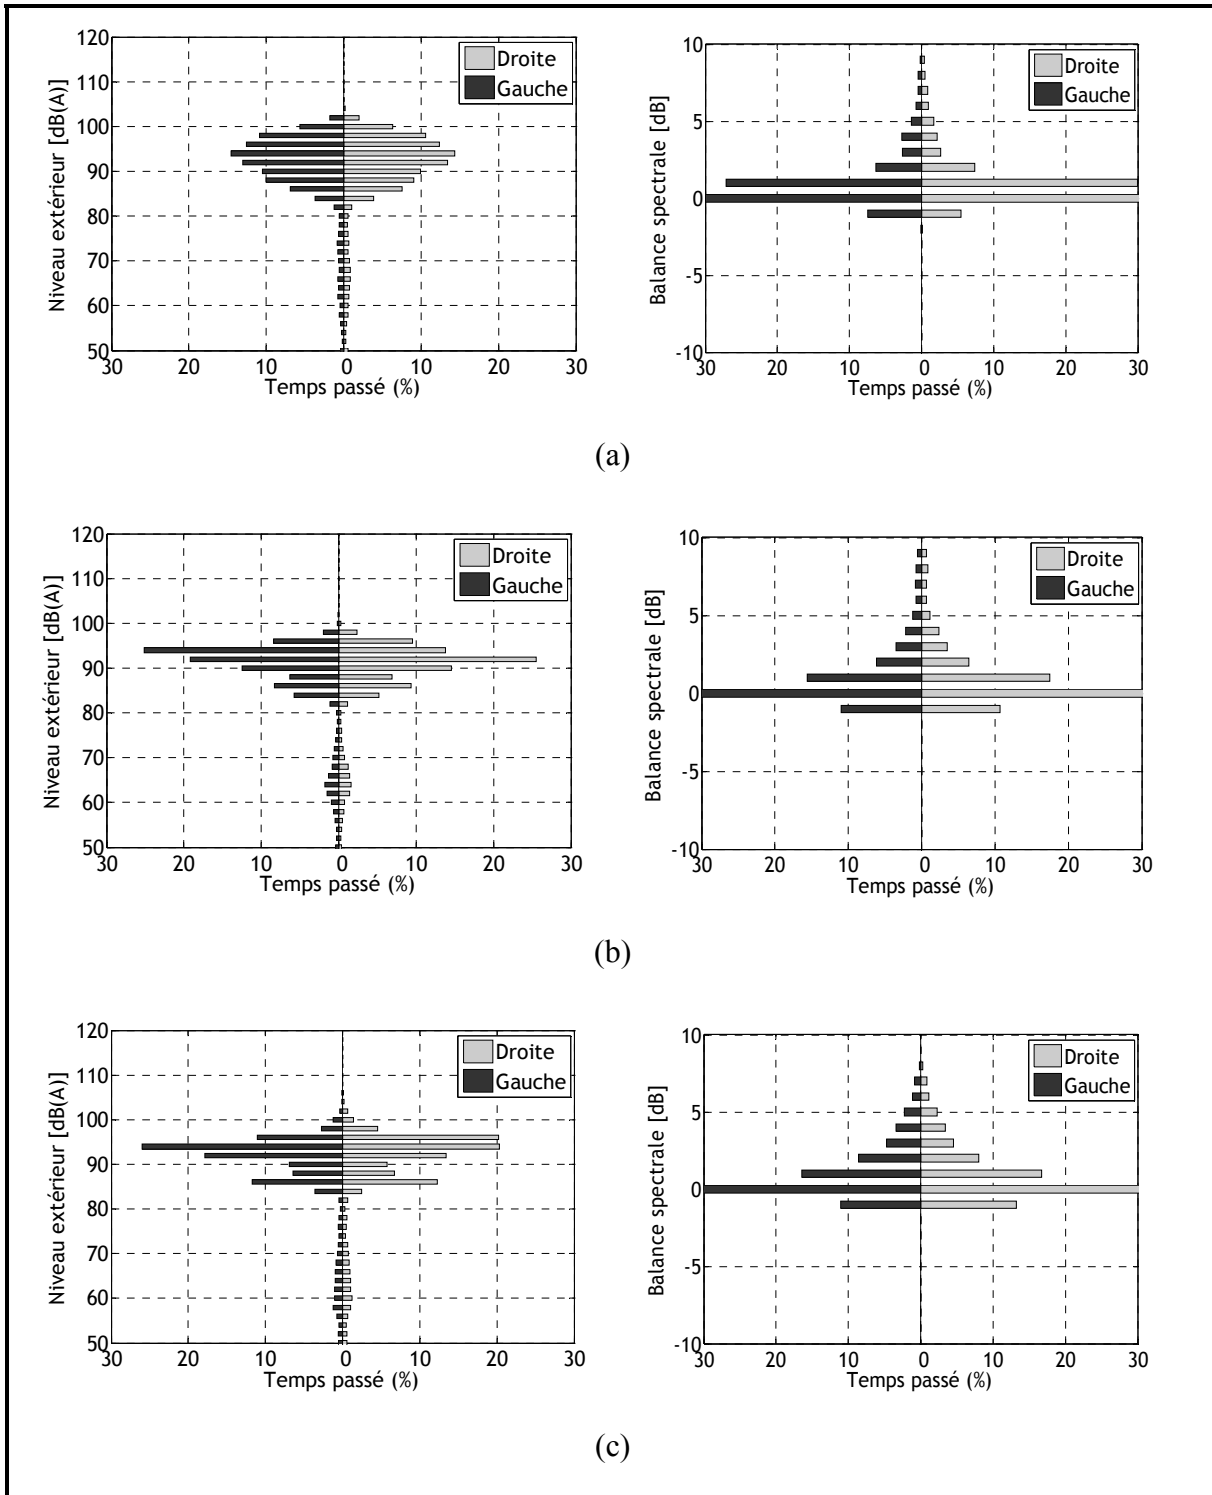 120
110
100
90
80
70
60
50
30 20 10 0 10 20 30
Niveau extérieur [dB(A)]
Temps passé (%)
Droite
Gauche
10
5
0
-5
-10
30 20 10 0 10 20 30
Balance spectrale [dB]
Temps passé (%)
Droite
Gauche
(a)
120
110
100
90
80
70
60
50
30 20 10 0 10 20 30
Niveau extérieur [dB(A)]
Temps passé (%)
Droite
Gauche
10
5
0
-5
-10
30 20 10 0 10 20 30
Balance spectrale [dB]
Temps passé (%)
Droite
Gauche
(b)
120
110
100
90
80
70
60
50
30 20 10 0 10 20 30
Niveau extérieur [dB(A)]
Temps passé (%)
Droite
Gauche
10
5
0
-5
-10
30 20 10 0 10 20 30
Balance spectrale [dB]
Temps passé (%)
Droite
Gauche
(c)